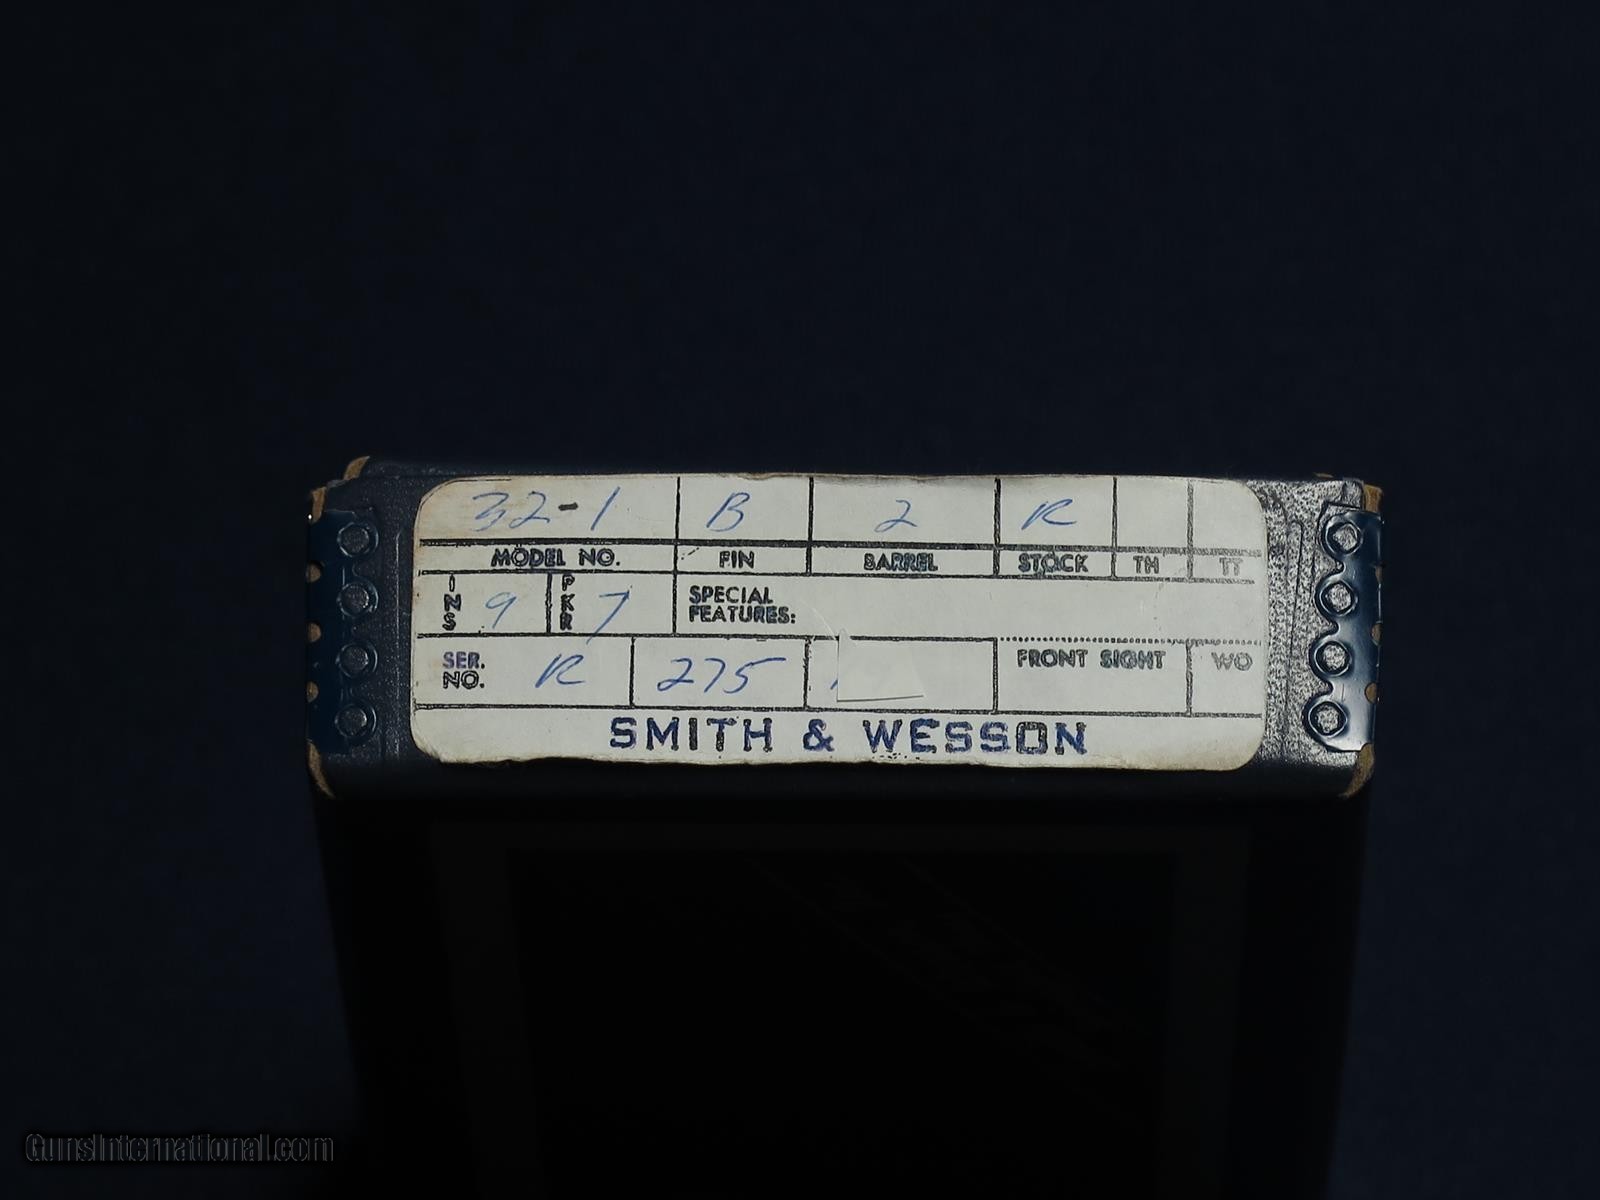 32-1 B 2 R
MODEL NO. FIN BARREL STOCK TH TT
INS 9 PKR 7 SPECIAL
FEATURES:
SER.
NO. R 275 FRONT SIGHT WO
SMITH & WESSON
GunsInternational.com